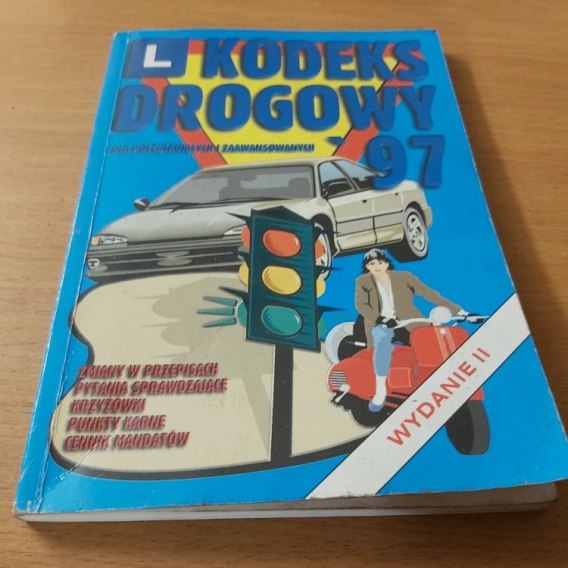 L KODEKS
DROGOWY
DLA POCZĄTKUJĄCYCH I ZAAWANSOWANYCH
'97
ZMIANY W PRZEPISACH
PYTANIA SPRAWDZAJĄCE
KRZYŻÓWKI
PUNKTY KARNE
CENNIK MANDATÓW
WYDANIE II